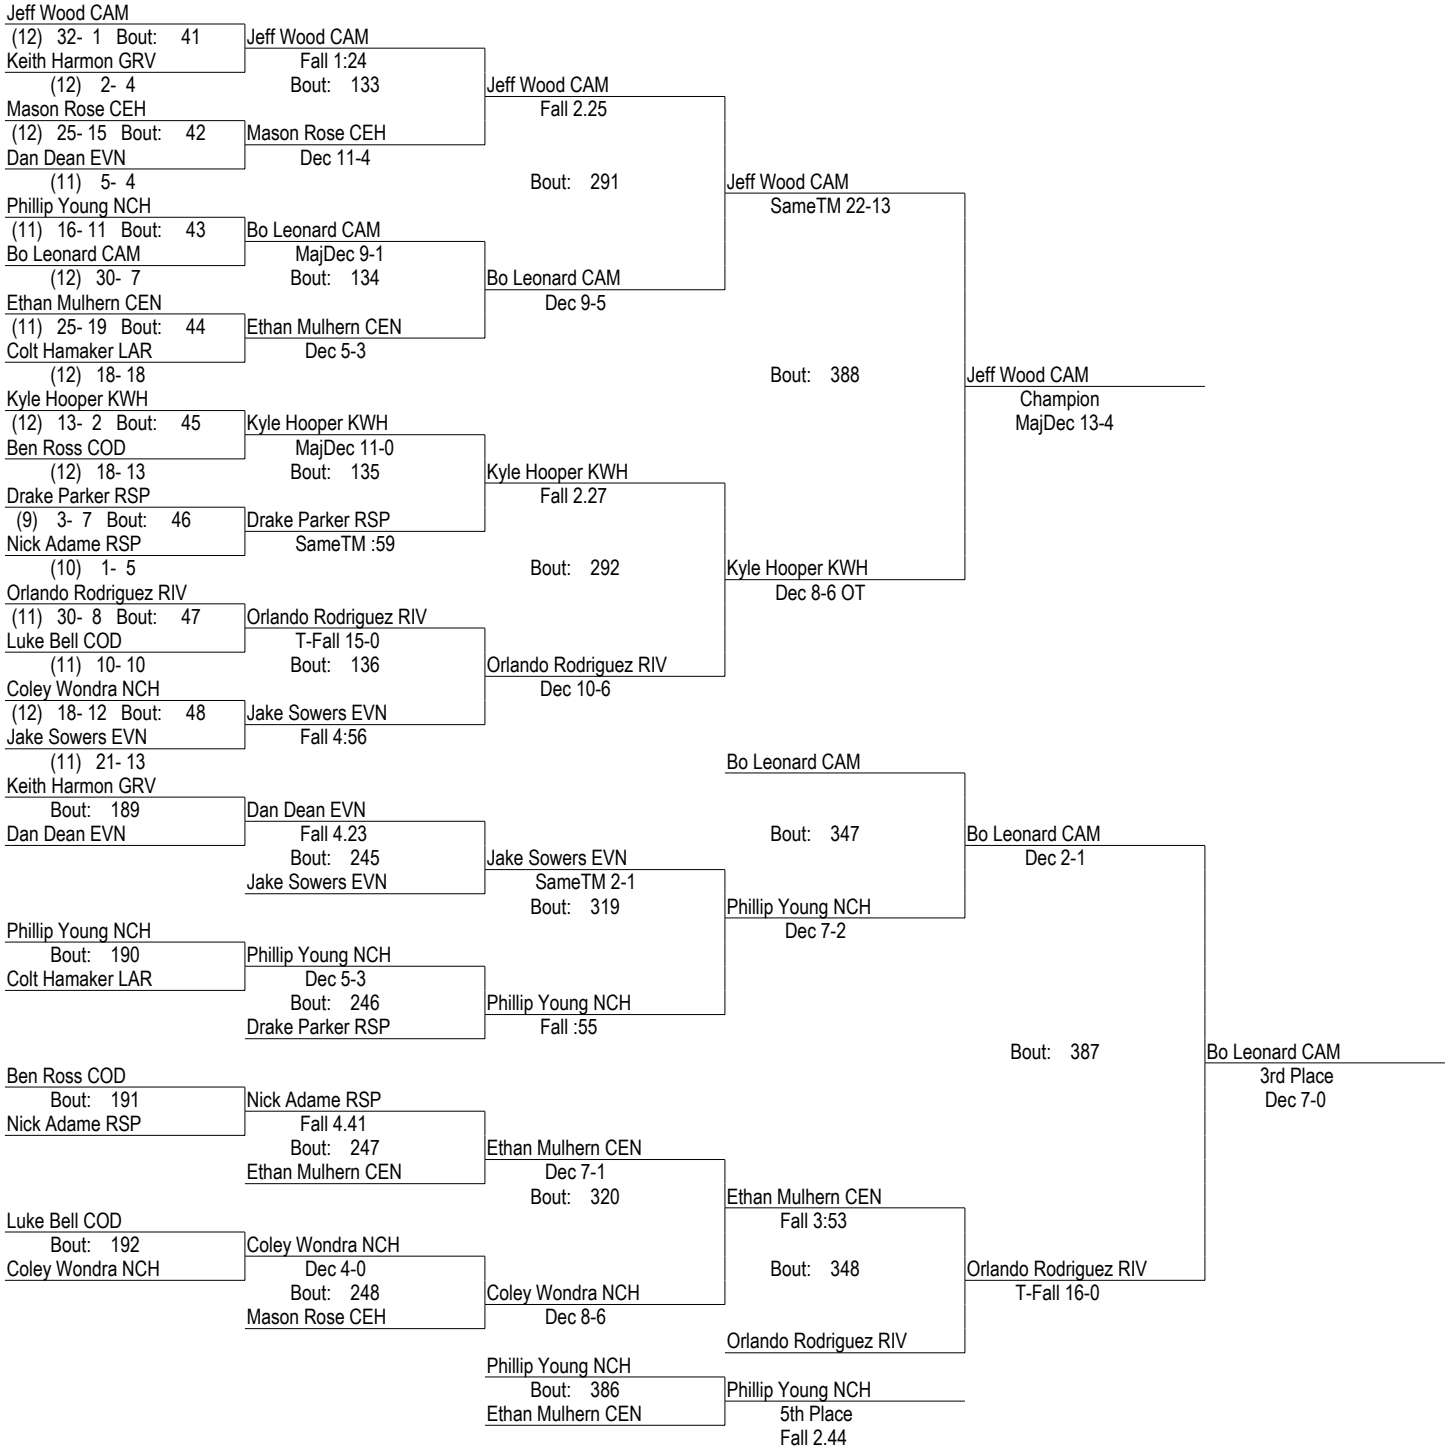 Jeff Wood CAM
(12) 32- 1 Bout: 41
Keith Harmon GRV
(12) 2- 4
Mason Rose CEH
(12) 25- 15 Bout: 42
Dan Dean EVN
(11) 5- 4
Phillip Young NCH
(11) 16- 11 Bout: 43
Bo Leonard CAM
(12) 30- 7
Ethan Mulhern CEN
(11) 25- 19 Bout: 44
Colt Hamaker LAR
(12) 18- 18
Kyle Hooper KWH
(12) 13- 2 Bout: 45
Ben Ross COD
(12) 18- 13
Drake Parker RSP
(9) 3- 7 Bout: 46
Nick Adame RSP
(10) 1- 5
Orlando Rodriguez RIV
(11) 30- 8 Bout: 47
Luke Bell COD
(11) 10- 10
Coley Wondra NCH
(12) 18- 12 Bout: 48
Jake Sowers EVN
(11) 21- 13
Jeff Wood CAM
Fall 1:24
Bout: 133
Mason Rose CEH
Dec 11-4
Bo Leonard CAM
MajDec 9-1
Bout: 134
Ethan Mulhern CEN
Dec 5-3
Kyle Hooper KWH
MajDec 11-0
Bout: 135
Drake Parker RSP
SameTM :59
Orlando Rodriguez RIV
T-Fall 15-0
Bout: 136
Jake Sowers EVN
Fall 4:56
Jeff Wood CAM
Fall 2.25
Bout: 291
Bo Leonard CAM
Dec 9-5
Kyle Hooper KWH
Fall 2.27
Bout: 292
Orlando Rodriguez RIV
Dec 10-6
Jeff Wood CAM
SameTM 22-13
Bout: 388
Kyle Hooper KWH
Dec 8-6 OT
Jeff Wood CAM
Champion
MajDec 13-4
Keith Harmon GRV
Bout: 189
Dan Dean EVN
Phillip Young NCH
Bout: 190
Colt Hamaker LAR
Ben Ross COD
Bout: 191
Nick Adame RSP
Luke Bell COD
Bout: 192
Coley Wondra NCH
Dan Dean EVN
Fall 4.23
Bout: 245
Jake Sowers EVN
Phillip Young NCH
Dec 5-3
Bout: 246
Drake Parker RSP
Nick Adame RSP
Fall 4.41
Bout: 247
Ethan Mulhern CEN
Coley Wondra NCH
Dec 4-0
Bout: 248
Mason Rose CEH
Jake Sowers EVN
SameTM 2-1
Bout: 319
Phillip Young NCH
Fall :55
Ethan Mulhern CEN
Dec 7-1
Bout: 320
Coley Wondra NCH
Dec 8-6
Bo Leonard CAM
Bout: 347
Phillip Young NCH
Dec 7-2
Ethan Mulhern CEN
Fall 3:53
Bout: 348
Orlando Rodriguez RIV
Bo Leonard CAM
Dec 2-1
Bout: 387
Orlando Rodriguez RIV
T-Fall 16-0
Bo Leonard CAM
3rd Place
Dec 7-0
Phillip Young NCH
Bout: 386
Ethan Mulhern CEN
Phillip Young NCH
5th Place
Fall 2.44